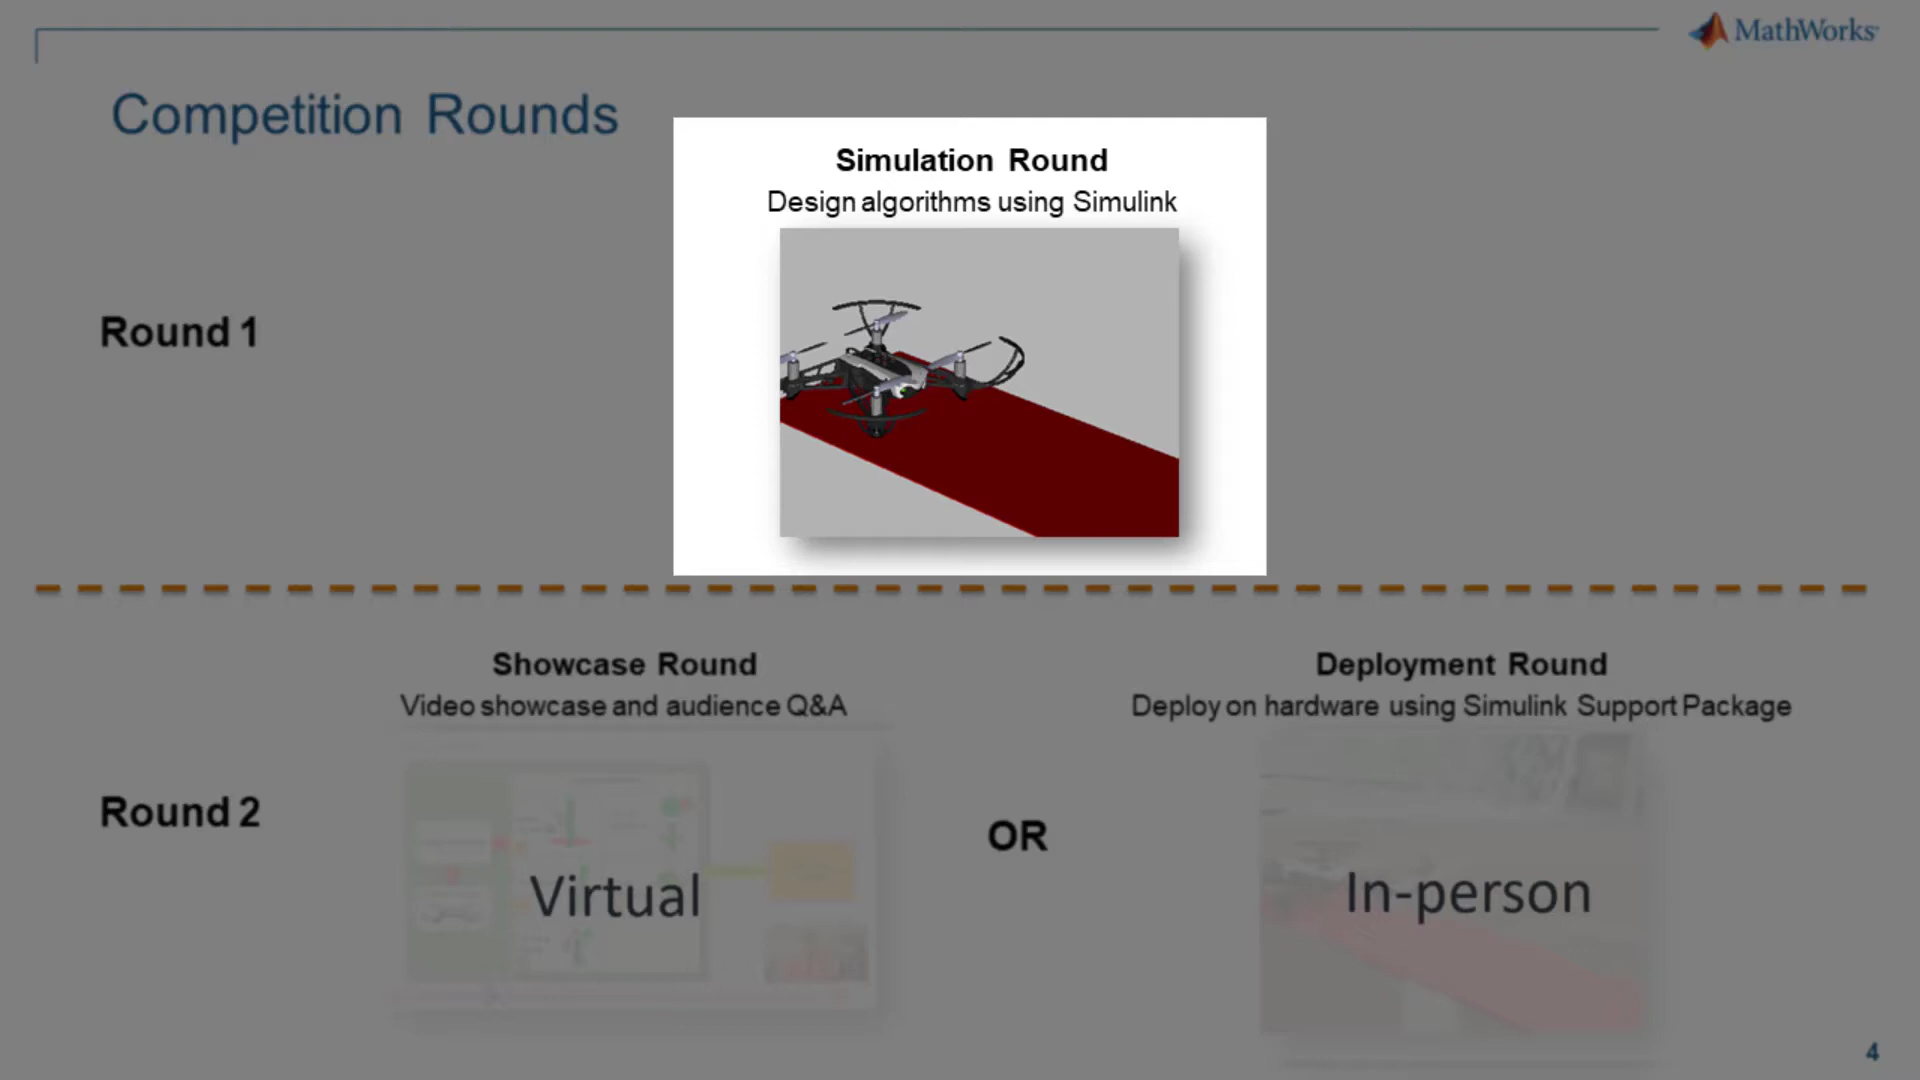 MathWorks
Competition Rounds
Simulation Round
Design algorithms using Simulink
Round 1
Showcase Round
Video showcase and audience Q&A
Deployment Round
Deploy on hardware using Simulink Support Package
Round 2
Virtual
OR
In-person
4